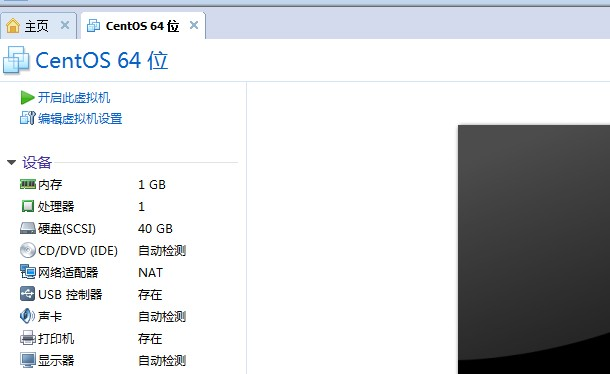 主页
CentOS 64 位
CentOS 64 位
开启此虚拟机
编辑虚拟机设置
设备
内存 1 GB
处理器 1
硬盘(SCSI) 40 GB
CD/DVD (IDE) 自动检测
网络适配器 NAT
USB 控制器 存在
声卡 自动检测
打印机 存在
显示器 自动检测